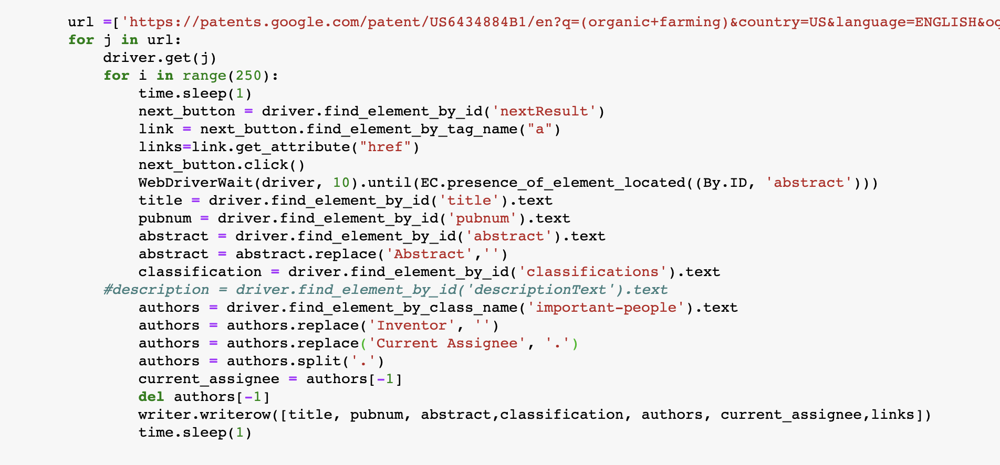 url =['https://patents.google.com/patent/US6434884B1/en?q=(organic+farming)&country=US&language=ENGLISH&oq
for j in url:
    driver.get(j)
    for i in range(250):
        time.sleep(1)
        next_button = driver.find_element_by_id('nextResult')
        link = next_button.find_element_by_tag_name("a")
        links=link.get_attribute("href")
        next_button.click()
        WebDriverWait(driver, 10).until(EC.presence_of_element_located((By.ID, 'abstract')))
        title = driver.find_element_by_id('title').text
        pubnum = driver.find_element_by_id('pubnum').text
        abstract = driver.find_element_by_id('abstract').text
        abstract = abstract.replace('Abstract','')
        classification = driver.find_element_by_id('classifications').text
    #description = driver.find_element_by_id('descriptionText').text
        authors = driver.find_element_by_class_name('important-people').text
        authors = authors.replace('Inventor', '')
        authors = authors.replace('Current Assignee', '.')
        authors = authors.split('.')
        current_assignee = authors[-1]
        del authors[-1]
        writer.writerow([title, pubnum, abstract,classification, authors, current_assignee,links])
        time.sleep(1)